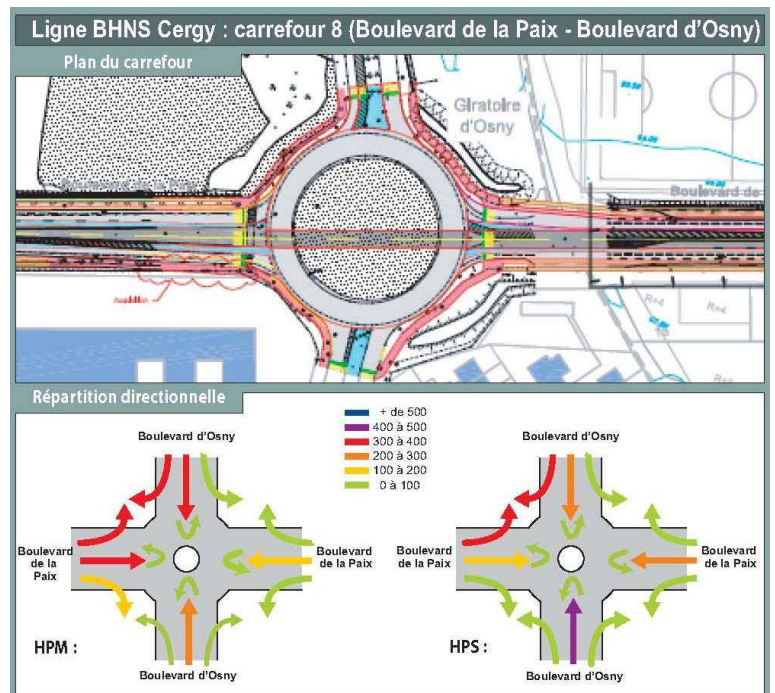 Ligne BHNS Cergy : carrefour 8 (Boulevard de la Paix - Boulevard d'Osny)
Plan du carrefour
Giratoire
d'Osny
Boulevard de
R+4
Répartition directionnelle
+ de 500
400 à 500
300 à 400
200 à 300
100 à 200
0 à 100
Boulevard d'Osny
Boulevard
de la
Paix
Boulevard
de la Paix
HPM :
Boulevard d'Osny
Boulevard d'Osny
Boulevard
de la
Paix
Boulevard
de la Paix
HPS :
Boulevard d'Osny